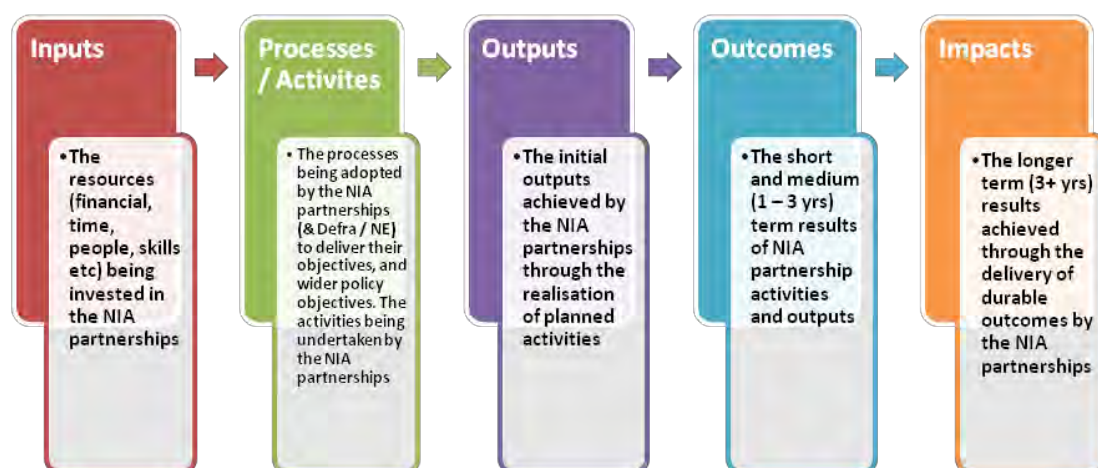 Inputs
• The
resources
(financial,
time,
people, skills
etc) being
invested in
the NIA
partnerships
Processes
/ Activites
• The processes
being adopted
by the NIA
partnerships
(& Defra / NE)
to deliver their
objectives, and
wider policy
objectives. The
activities being
undertaken by
the NIA
partnerships
Outputs
• The initial
outputs
achieved by
the NIA
partnerships
through the
realisation
of planned
activities
Outcomes
• The short
and medium
(1 – 3 yrs)
term results
of NIA
partnership
activities
and outputs
Impacts
• The longer
term (3+ yrs)
results
achieved
through the
delivery of
durable
outcomes by
the NIA
partnerships